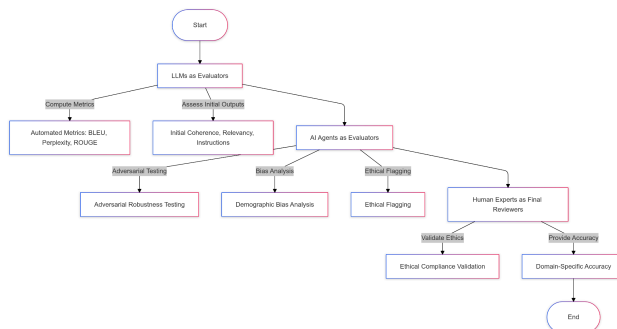 Start
LLMs as Evaluators
Compute Metrics
Assess Initial Outputs
Automated Metrics: BLEU,
Perplexity, ROUGE
Initial Coherence, Relevancy,
Instructions
AI Agents as Evaluators
Adversarial Testing
Bias Analysis
Ethical Flagging
Adversarial Robustness Testing
Demographic Bias Analysis
Ethical Flagging
Human Experts as Final
Reviewers
Validate Ethics
Provide Accuracy
Ethical Compliance Validation
Domain-Specific Accuracy
End